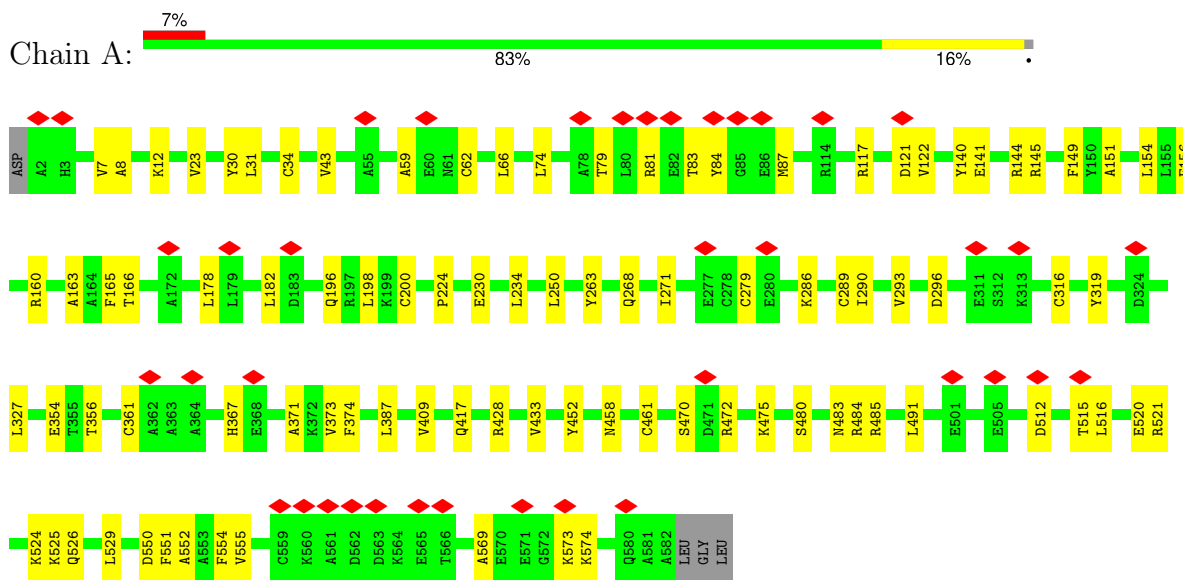 7%
Chain A:
83% 16% •
ASP A2 H3 V7 A8 K12 V23 Y30 L31 C34 V43 A55 A59 E60 N61 C62 L66 L74 A78 T79 L80 R81 E82 T83 Y84 G85 E86 M87 R114 R117 D121 V122 Y140 E141 R144 R145 F149 Y150 A151 L154 L155
R160 A163 A164 F165 T166 A172 L178 L179 L182 D183 Q196 R197 L198 K199 C200 P224 E230 L234 L250 Y263 Q268 I271 E277 C278 C279 E280 K286 C289 I290 V293 D296 E311 S312 K313 C316 Y319 D324
L327 E354 T355 T356 C361 A362 A363 A364 H367 E368 A371 K372 V373 F374 L387 V409 Q417 R428 V433 Y452 N458 C461 S470 D471 R472 K475 S480 N483 R484 R485 L491 E501 E505 D512 T515 L516 E520 R521
K524 K525 Q526 L529 D550 F551 A552 A553 F554 V555 C559 K560 A561 D562 D563 K564 E565 T566 A569 E570 E571 G572 K573 K574 Q580 A581 A582 LEU GLY LEU